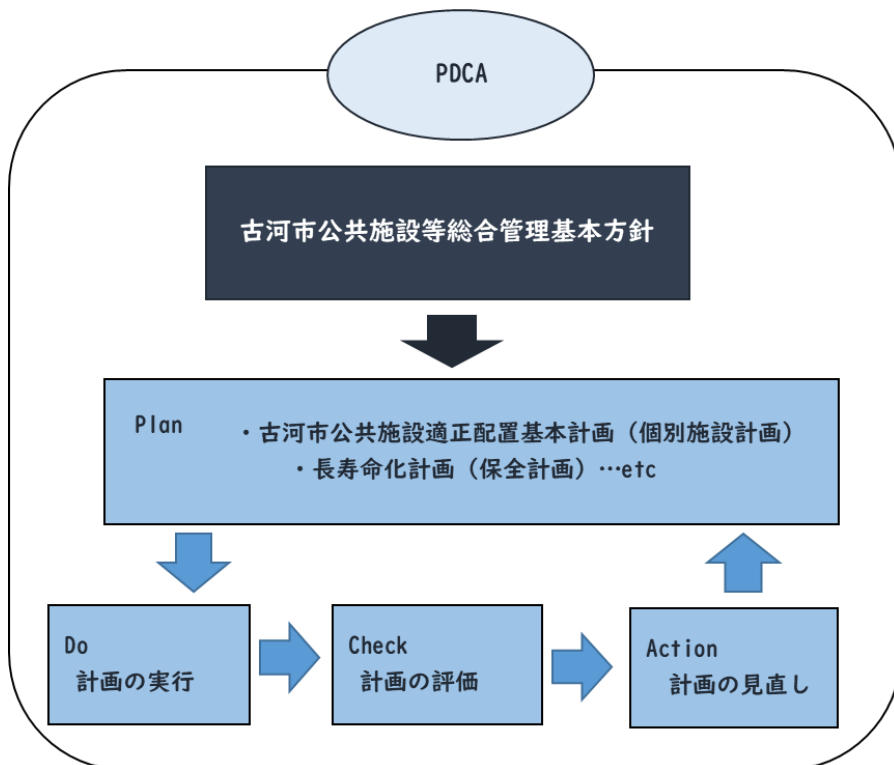 PDCA
古河市公共施設等総合管理基本方針
Plan ・古河市公共施設適正配置基本計画（個別施設計画）
・長寿命化計画（保全計画）…etc
Do
計画の実行
Check
計画の評価
Action
計画の見直し